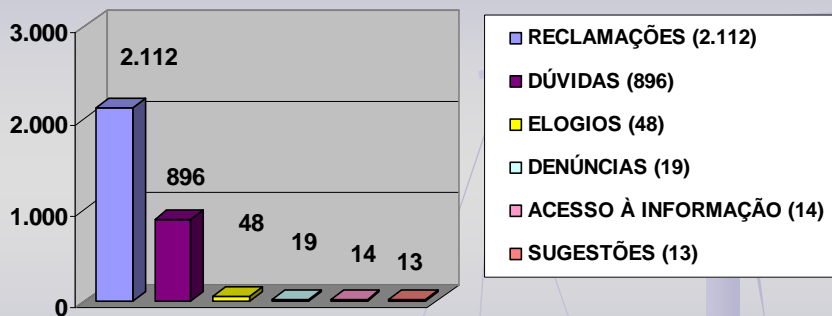 3.000
2.000
1.000
0
2.112
896
48
19
14
13
RECLAMAÇÕES (2.112)
DÚVIDAS (896)
ELOGIOS (48)
DENÚNCIAS (19)
ACESSO À INFORMAÇÃO (14)
SUGESTÕES (13)